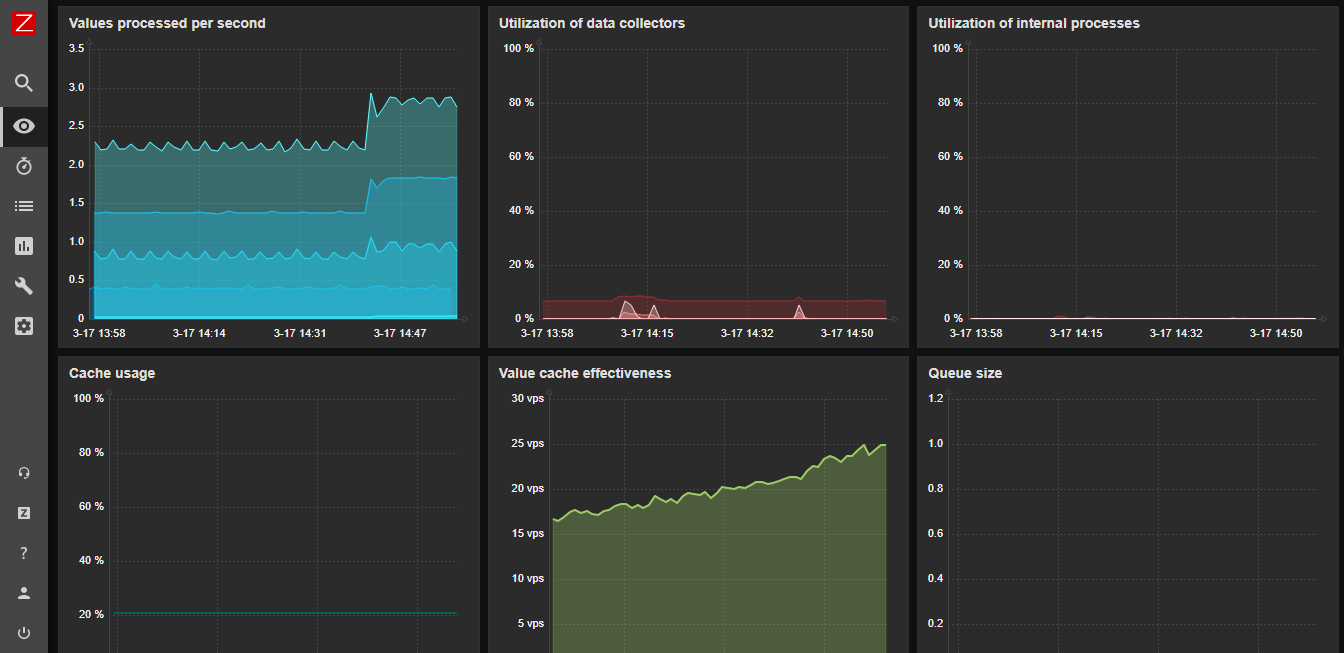 Z
Values processed per second
3.5
3.0
2.5
2.0
1.5
1.0
0.5
0
3-17 13:58 3-17 14:14 3-17 14:31 3-17 14:47
Utilization of data collectors
100 %
80 %
60 %
40 %
20 %
0 %
3-17 13:58 3-17 14:15 3-17 14:32 3-17 14:50
Utilization of internal processes
100 %
80 %
60 %
40 %
20 %
0 %
3-17 13:58 3-17 14:15 3-17 14:32 3-17 14:50
Cache usage
100 %
80 %
60 %
40 %
20 %
Value cache effectiveness
30 vps
25 vps
20 vps
15 vps
10 vps
5 vps
Queue size
1.2
1.0
0.8
0.6
0.4
0.2
Z
?